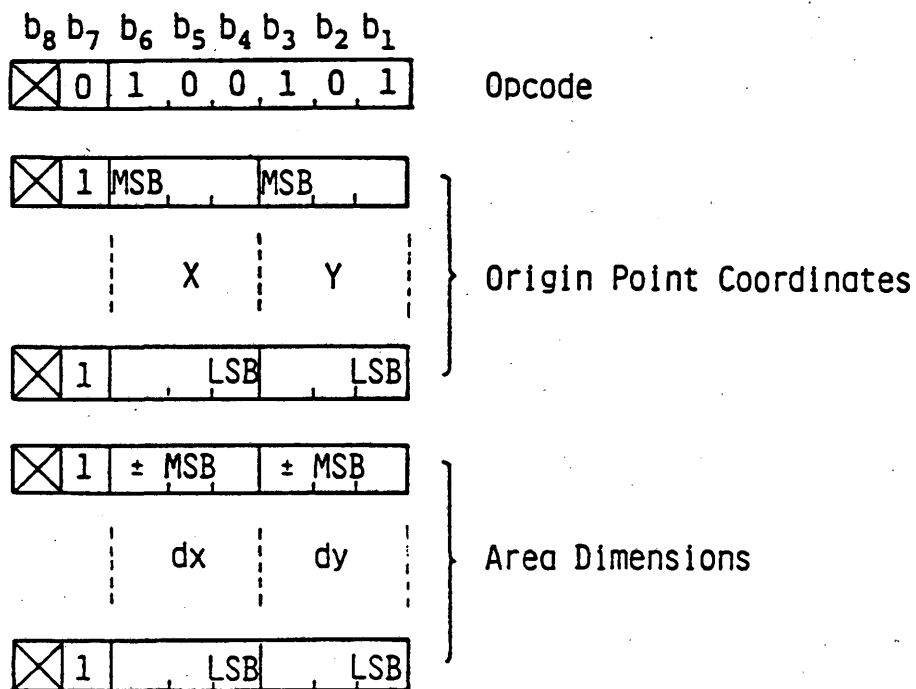 b8 b7 b6 b5 b4 b3 b2 b1
0 1 0 0 1 0 1 Opcode
1 MSB MSB
X Y Origin Point Coordinates
1 LSB LSB
1 ± MSB ± MSB
dx dy Area Dimensions
1 LSB LSB